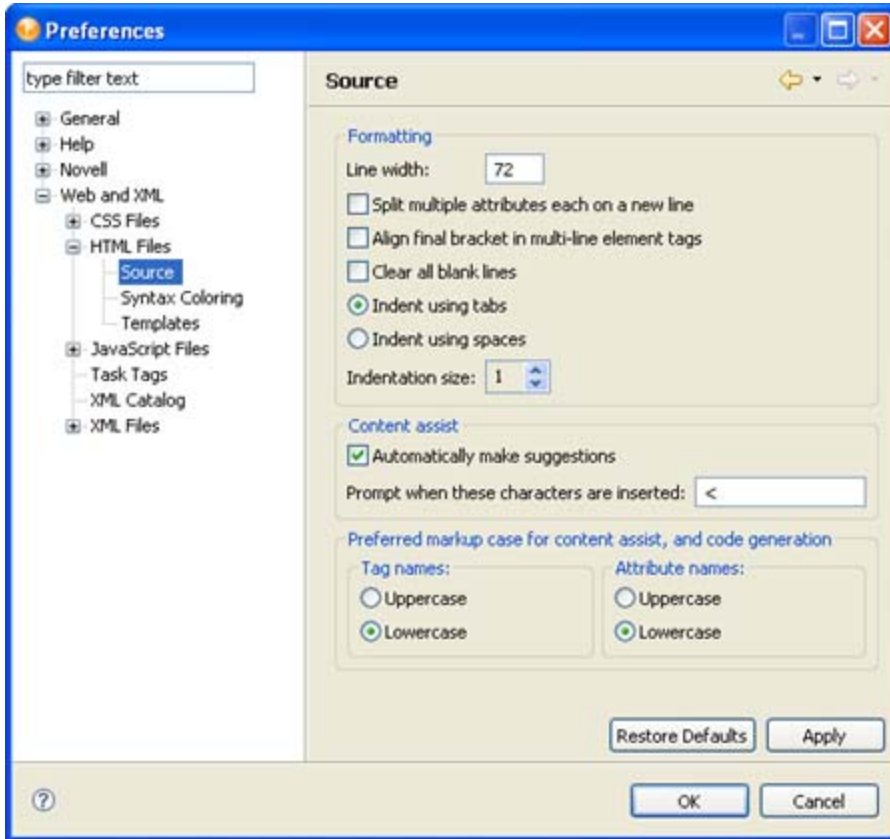 Preferences
type filter text
General
Help
Novell
Web and XML
CSS Files
HTML Files
Source
Syntax Coloring
Templates
JavaScript Files
Task Tags
XML Catalog
XML Files
Source
Formatting
Line width: 72
Split multiple attributes each on a new line
Align final bracket in multi-line element tags
Clear all blank lines
Indent using tabs
Indent using spaces
Indentation size: 1
Content assist
Automatically make suggestions
Prompt when these characters are inserted: <
Preferred markup case for content assist, and code generation
Tag names:
Uppercase
Lowercase
Attribute names:
Uppercase
Lowercase
Restore Defaults
Apply
?
OK
Cancel